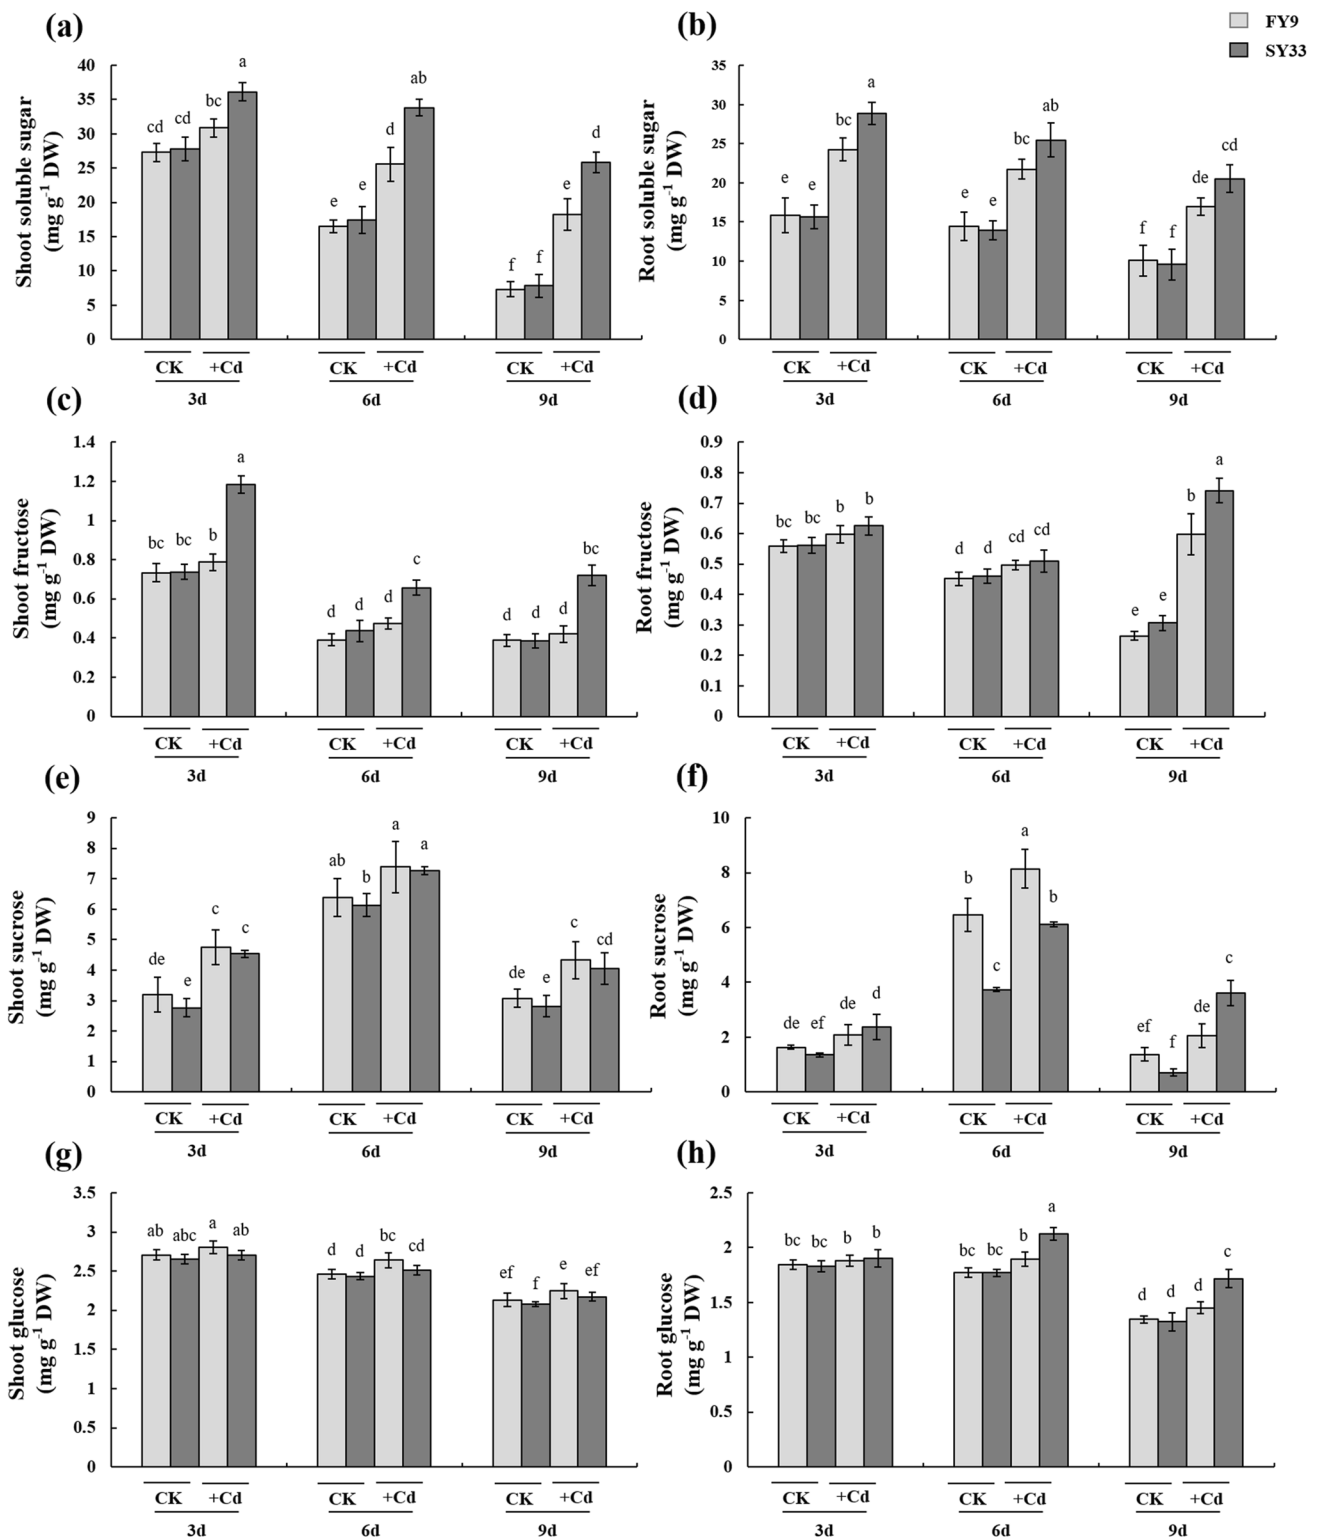 (a)
(b)
FY9
SY33
Shoot soluble sugar
(mg g-1 DW)
40
35
30
25
20
15
10
5
0
cd cd bc a
e e d ab
f f e d
CK +Cd CK +Cd CK +Cd
3d 6d 9d
Root soluble sugar
(mg g-1 DW)
35
30
25
20
15
10
5
0
e e bc a
e e bc ab
f f de cd
CK +Cd CK +Cd CK +Cd
3d 6d 9d
(c)
(d)
Shoot fructose
(mg g-1 DW)
1.4
1.2
1
0.8
0.6
0.4
0.2
0
bc bc b a
d d d c
d d d bc
CK +Cd CK +Cd CK +Cd
3d 6d 9d
Root fructose
(mg g-1 DW)
0.9
0.8
0.7
0.6
0.5
0.4
0.3
0.2
0.1
0
bc bc b b
d d cd cd
e e b a
CK +Cd CK +Cd CK +Cd
3d 6d 9d
(e)
(f)
Shoot sucrose
(mg g-1 DW)
9
8
7
6
5
4
3
2
1
0
de e c c
ab b a a
de e c cd
CK +Cd CK +Cd CK +Cd
3d 6d 9d
Root sucrose
(mg g-1 DW)
10
8
6
4
2
0
de ef de d
b c a b
ef f de c
CK +Cd CK +Cd CK +Cd
3d 6d 9d
(g)
(h)
Shoot glucose
(mg g-1 DW)
3.5
3
2.5
2
1.5
1
0.5
0
ab abc a ab
d d bc cd
ef f e ef
CK +Cd CK +Cd CK +Cd
3d 6d 9d
Root glucose
(mg g-1 DW)
2.5
2
1.5
1
0.5
0
bc bc b b
bc bc b a
d d d c
CK +Cd CK +Cd CK +Cd
3d 6d 9d